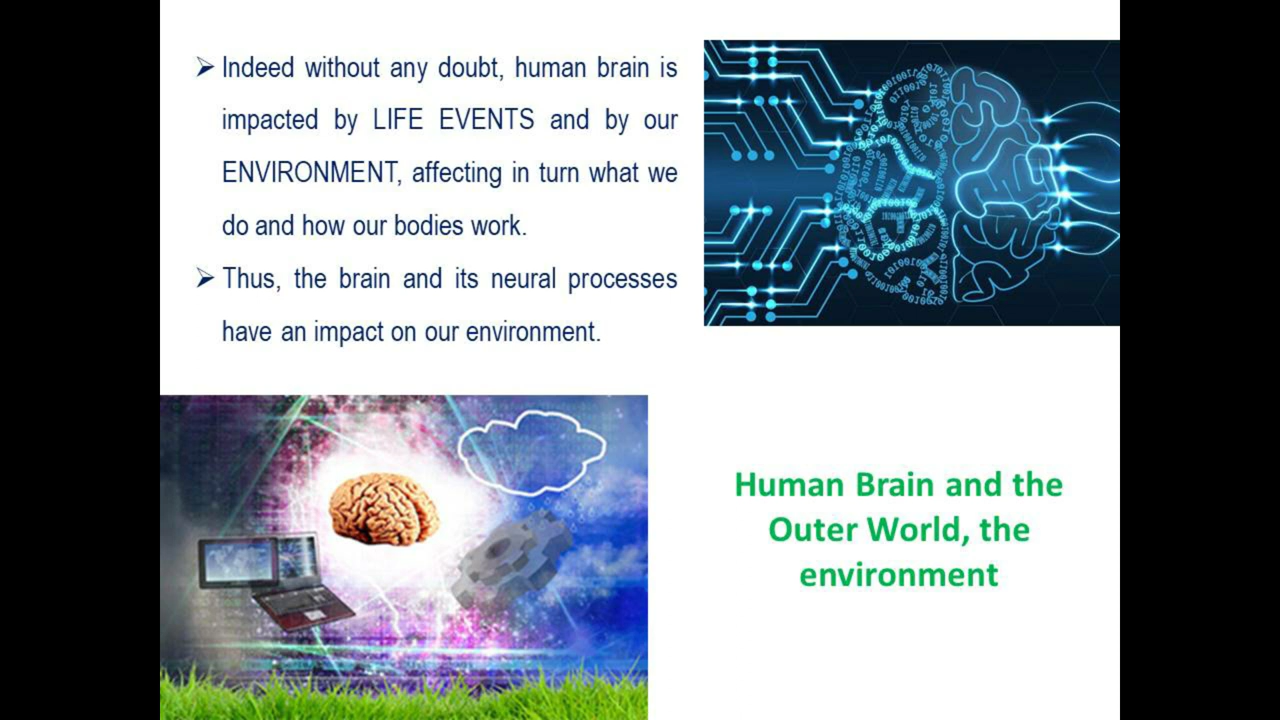 Indeed without any doubt, human brain is
impacted by LIFE EVENTS and by our
ENVIRONMENT, affecting in turn what we
do and how our bodies work.
Thus, the brain and its neural processes
have an impact on our environment.
Human Brain and the
Outer World, the
environment